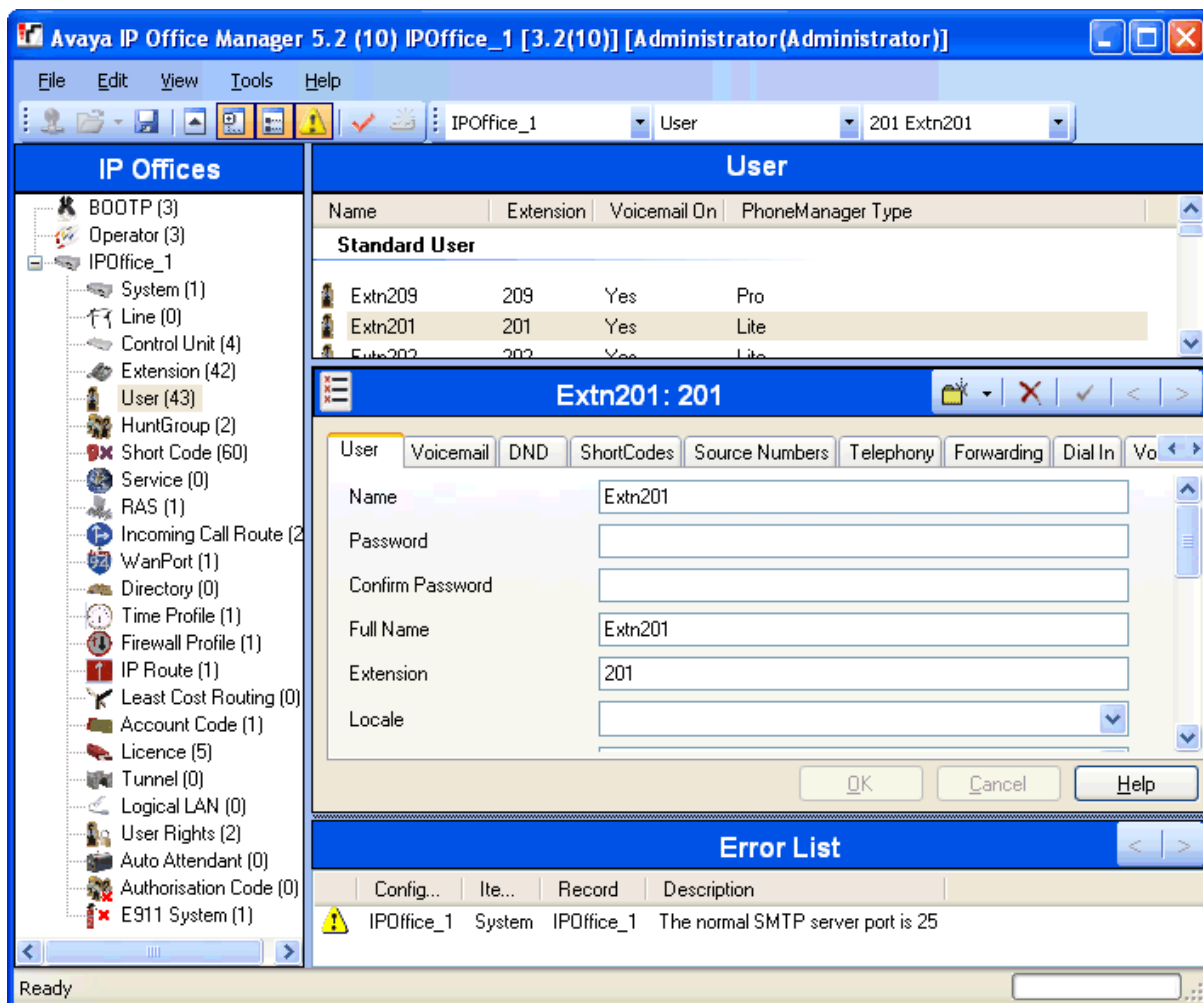 Avaya IP Office Manager 5.2 (10) IPOffice_1 [3.2(10)] [Administrator(Administrator)]
File Edit View Tools Help
IPOffice_1 User 201 Extn201
IP Offices
BOOTP (3)
Operator (3)
IPOffice_1
System (1)
Line (0)
Control Unit (4)
Extension (42)
User (43)
HuntGroup (2)
Short Code (60)
Service (0)
RAS (1)
Incoming Call Route (2
WanPort (1)
Directory (0)
Time Profile (1)
Firewall Profile (1)
IP Route (1)
Least Cost Routing (0)
Account Code (1)
Licence (5)
Tunnel (0)
Logical LAN (0)
User Rights (2)
Auto Attendant (0)
Authorisation Code (0)
E911 System (1)
User
Name Extension Voicemail On PhoneManager Type
Standard User
Extn209 209 Yes Pro
Extn201 201 Yes Lite
Extn202 202 Yes Lite
Extn201: 201
User Voicemail DND ShortCodes Source Numbers Telephony Forwarding Dial In Vo
Name Extn201
Password
Confirm Password
Full Name Extn201
Extension 201
Locale
OK Cancel Help
Error List
Config... Ite... Record Description
IPOffice_1 System IPOffice_1 The normal SMTP server port is 25
Ready